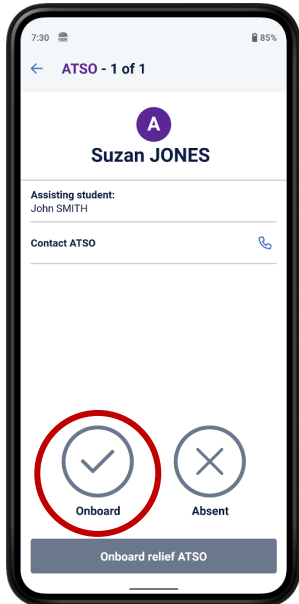 7:30 85%
ATSO - 1 of 1
A
Suzan JONES
Assisting student:
John SMITH
Contact ATSO
Onboard Absent
Onboard relief ATSO